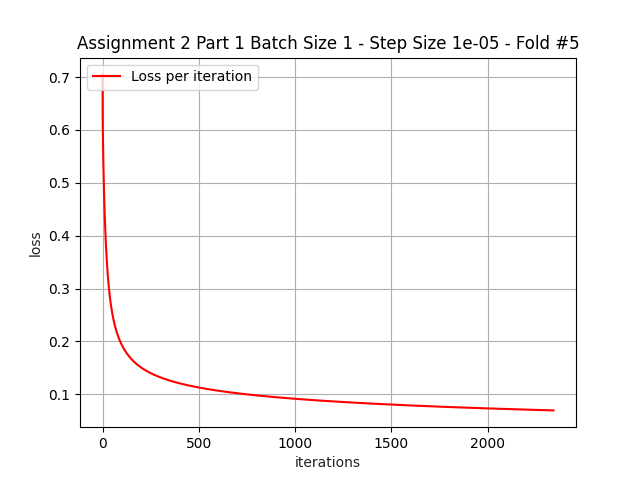 Assignment 2 Part 1 Batch Size 1 - Step Size 1e-05 - Fold #5
Loss per iteration
0.7
0.6
0.5
0.4
0.3
0.2
0.1
loss
0 500 1000 1500 2000
iterations